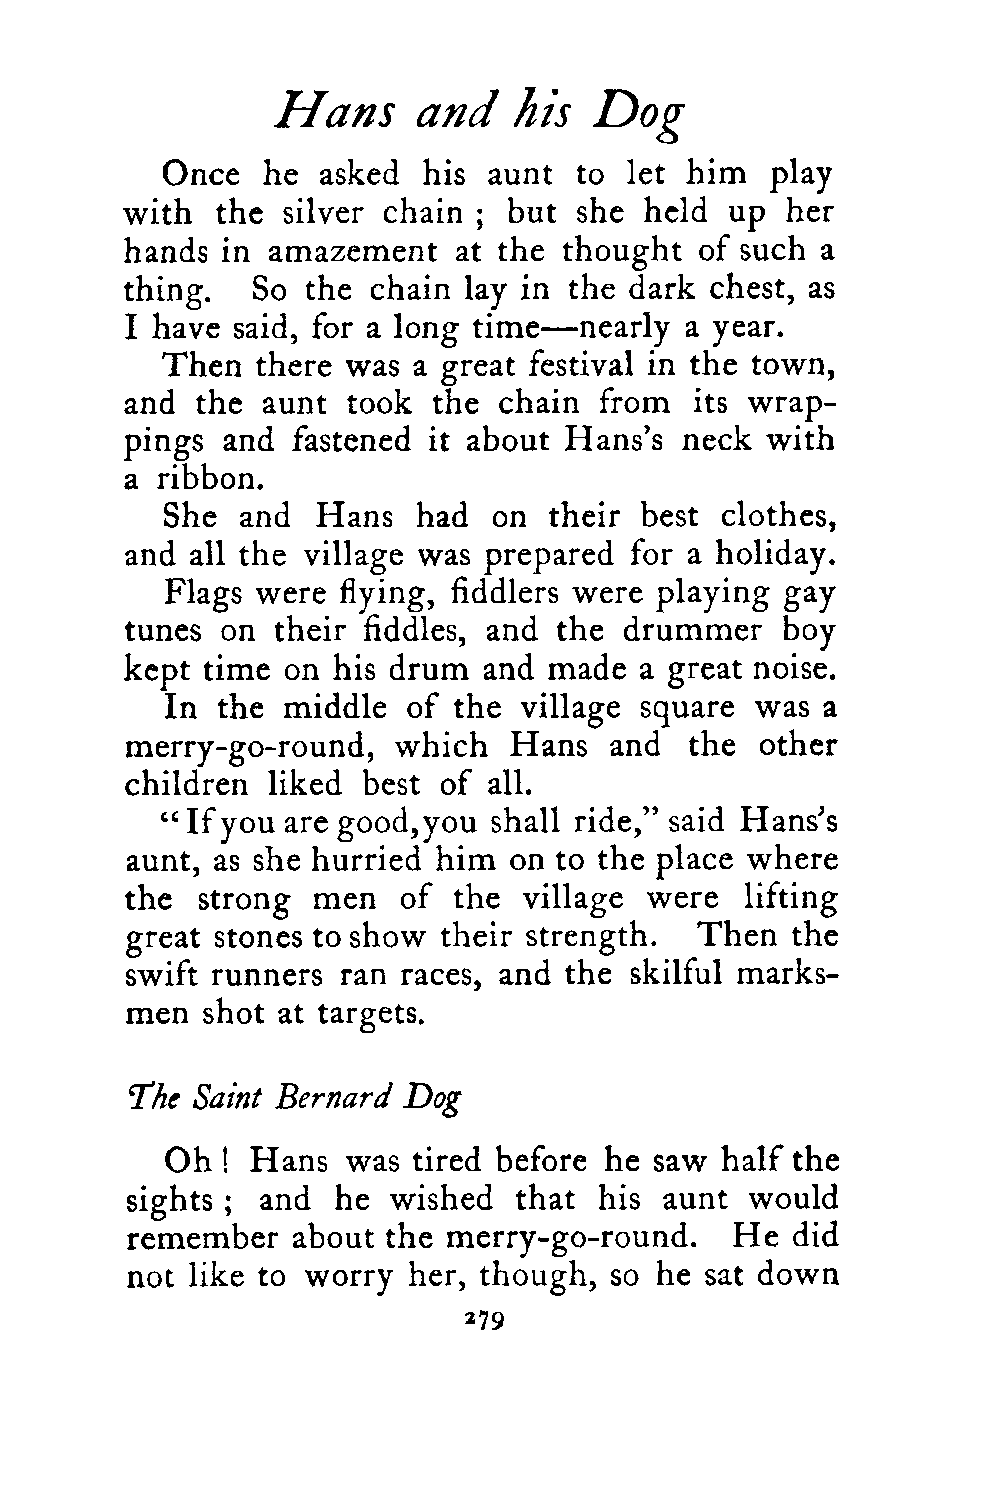 Hans and his Dog
Once he asked his aunt to let him play
with the silver chain ; but she held up her
hands in amazement at the thought of such a
thing. So the chain lay in the dark chest, as
I have said, for a long time—nearly a year.
Then there was a great festival in the town,
and the aunt took the chain from its wrap-
pings and fastened it about Hans's neck with
a ribbon.
She and Hans had on their best clothes,
and all the village was prepared for a holiday.
Flags were flying, fiddlers were playing gay
tunes on their fiddles, and the drummer boy
kept time on his drum and made a great noise.
In the middle of the village square was a
merry-go-round, which Hans and the other
children liked best of all.
“If you are good, you shall ride,” said Hans's
aunt, as she hurried him on to the place where
the strong men of the village were lifting
great stones to show their strength. Then the
swift runners ran races, and the skilful marks-
men shot at targets.
The Saint Bernard Dog
Oh ! Hans was tired before he saw half the
sights ; and he wished that his aunt would
remember about the merry-go-round. He did
not like to worry her, though, so he sat down
279